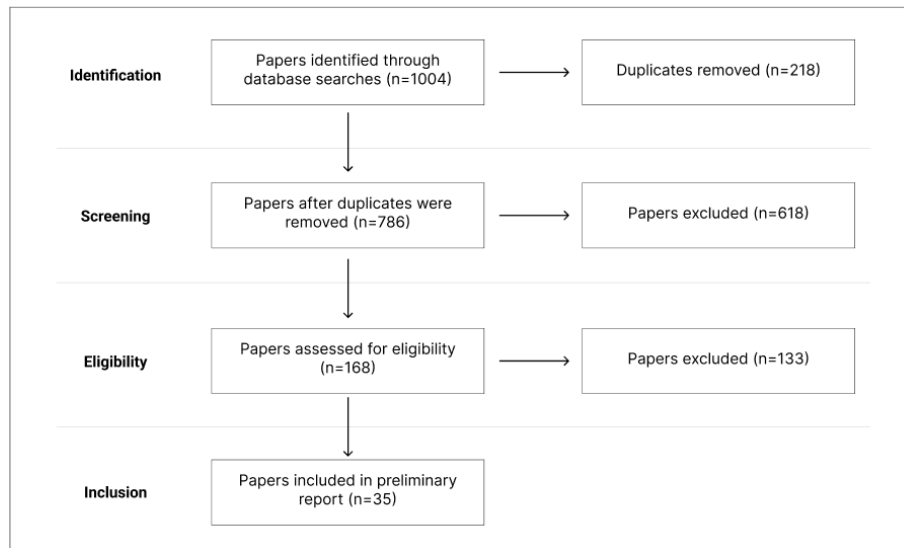 Identification
Papers identified through
database searches (n=1004)
Duplicates removed (n=218)
Screening
Papers after duplicates were
removed (n=786)
Papers excluded (n=618)
Eligibility
Papers assessed for eligibility
(n=168)
Papers excluded (n=133)
Inclusion
Papers included in preliminary
report (n=35)